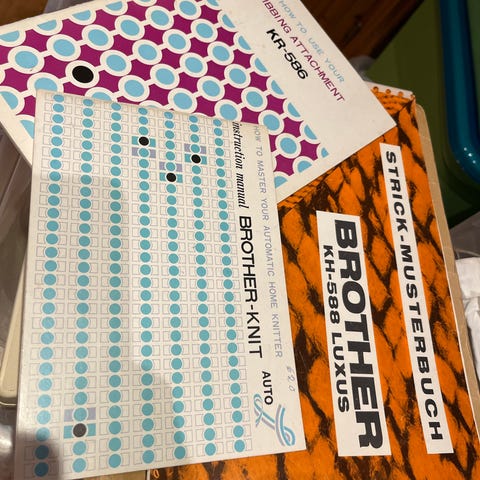 HOW TO USE YOUR
RIBBING ATTACHMENT
KR-586
HOW TO MASTER YOUR AUTOMATIC HOME KNITTER
instruction manual BROTHER-KNIT
AUTO
620
STRICK-MUSTERBUCH
BROTHER
KH-588 LUXUS